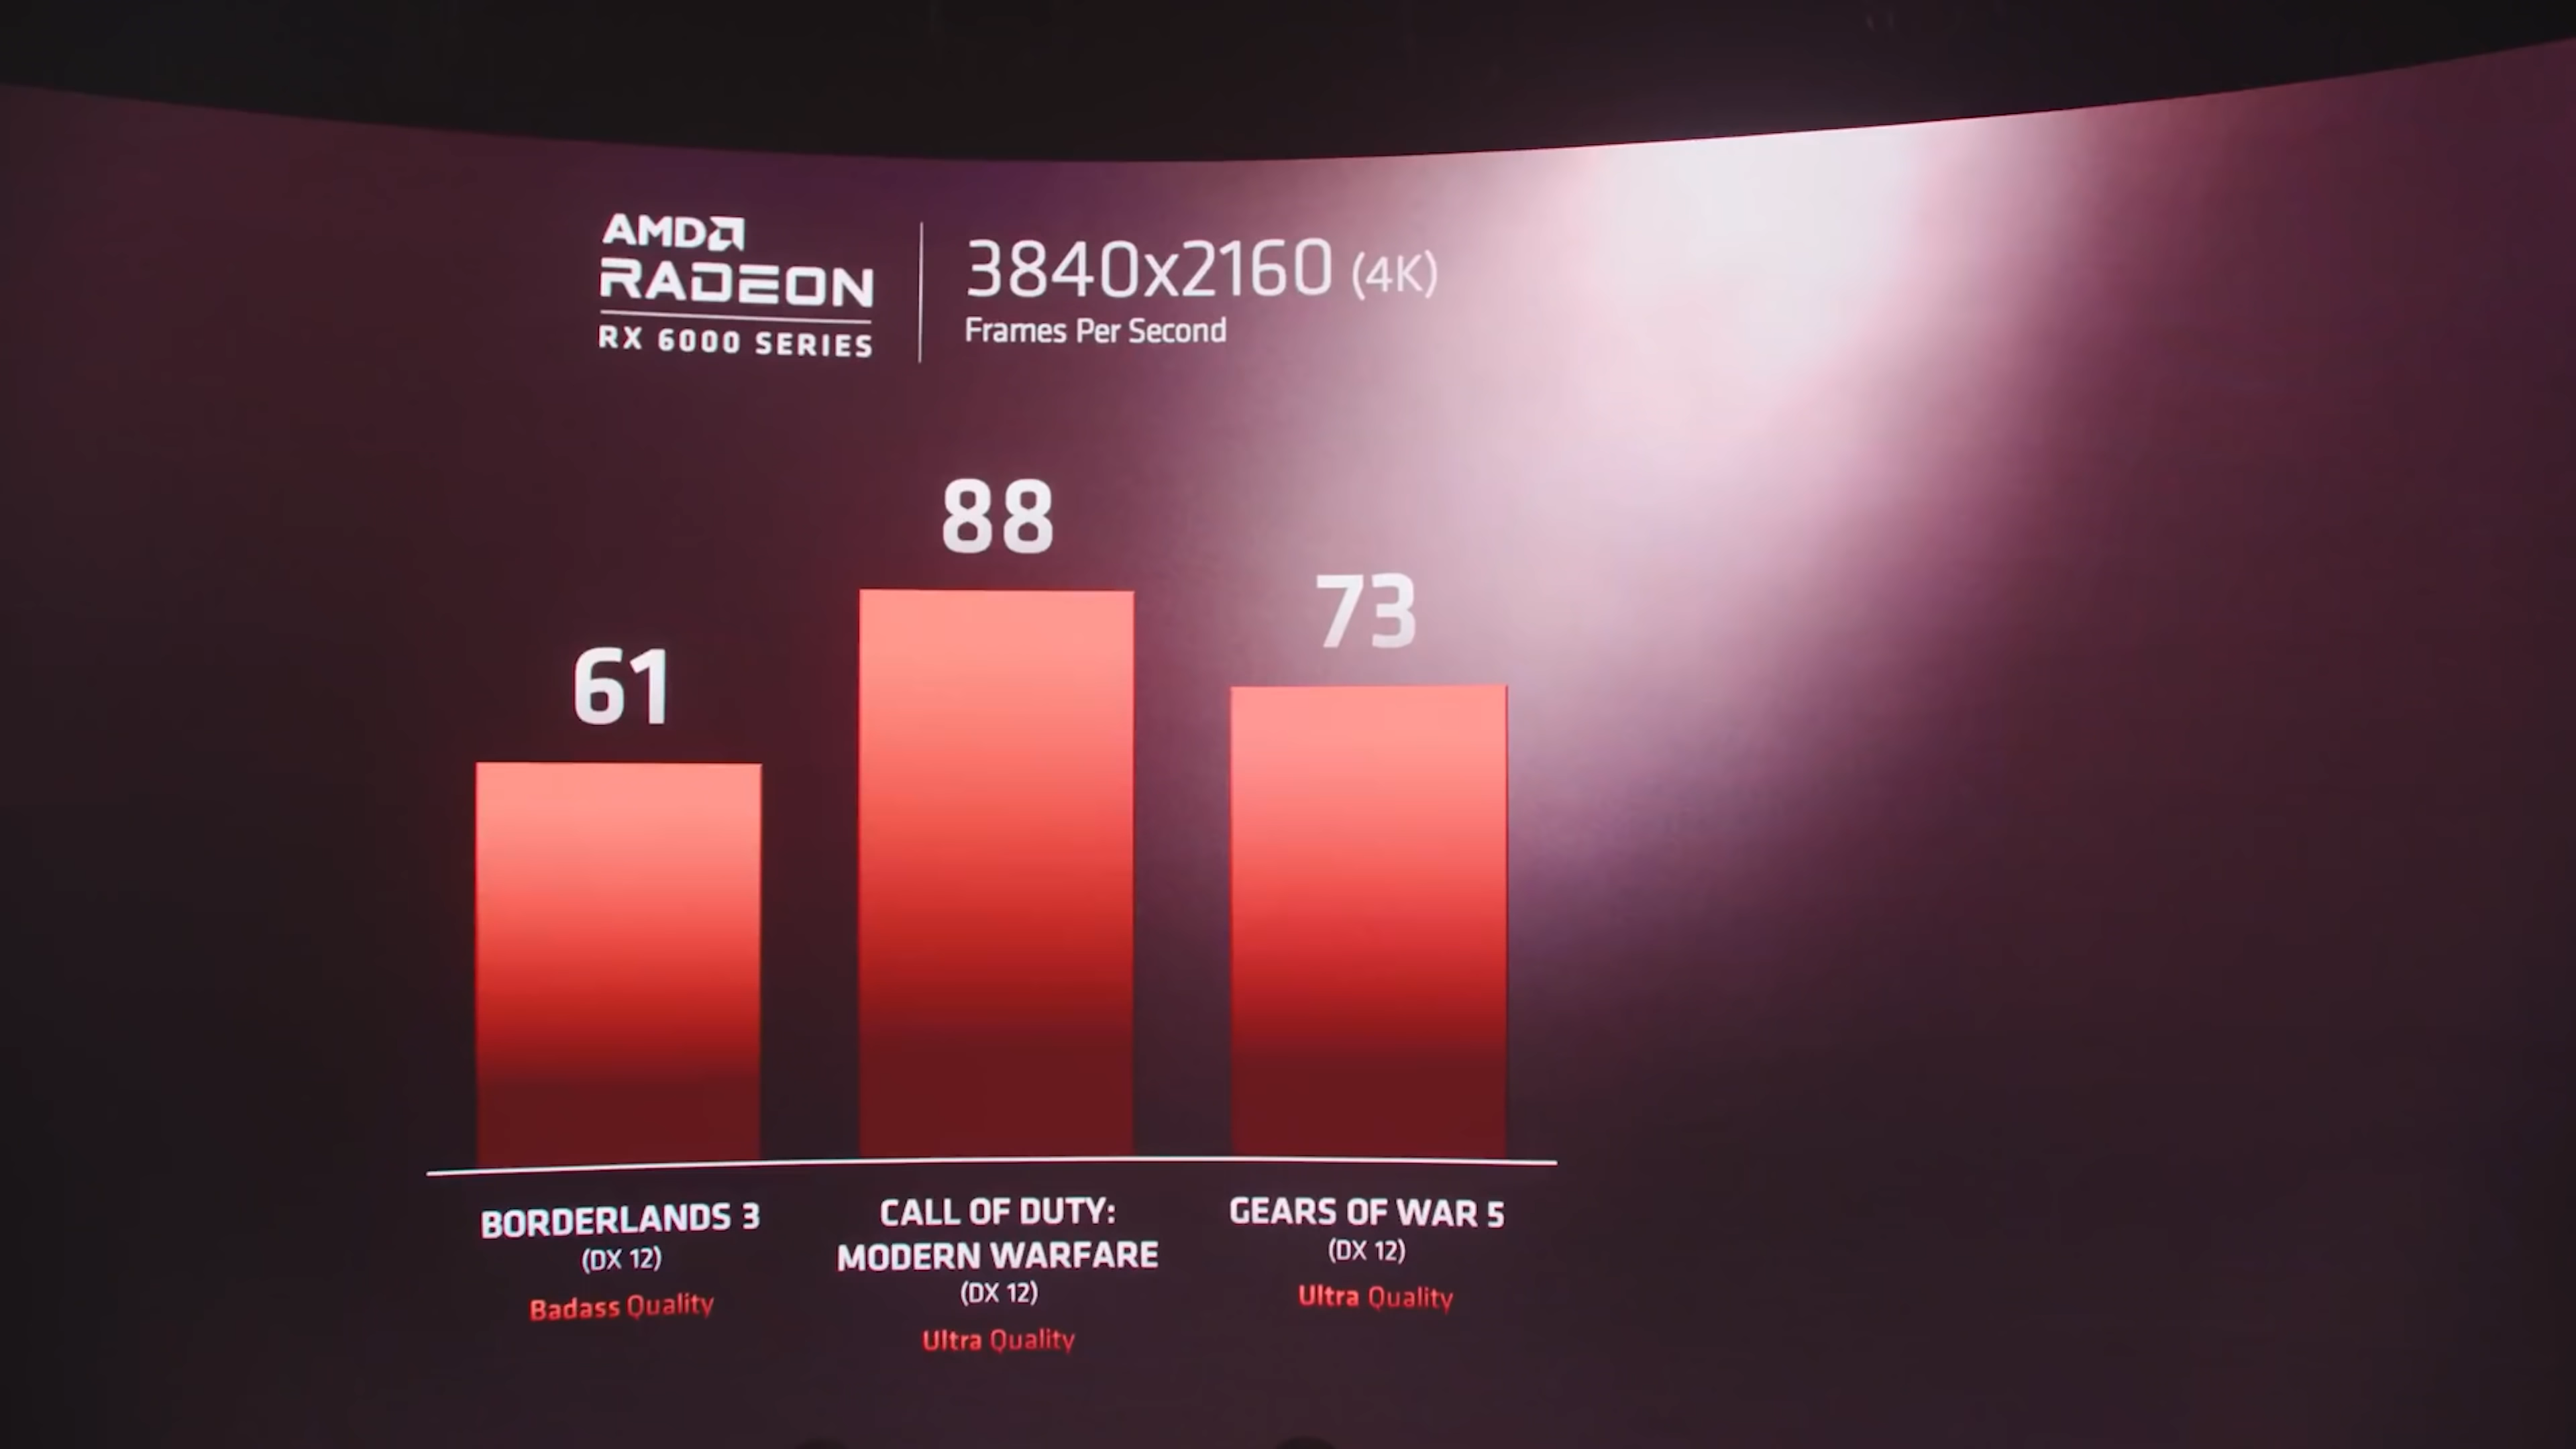 AMD
RADEON
RX 6000 SERIES
3840x2160 (4K)
Frames Per Second
61
88
73
BORDERLANDS 3
(DX 12)
Badass Quality
CALL OF DUTY:
MODERN WARFARE
(DX 12)
Ultra Quality
GEARS OF WAR 5
(DX 12)
Ultra Quality